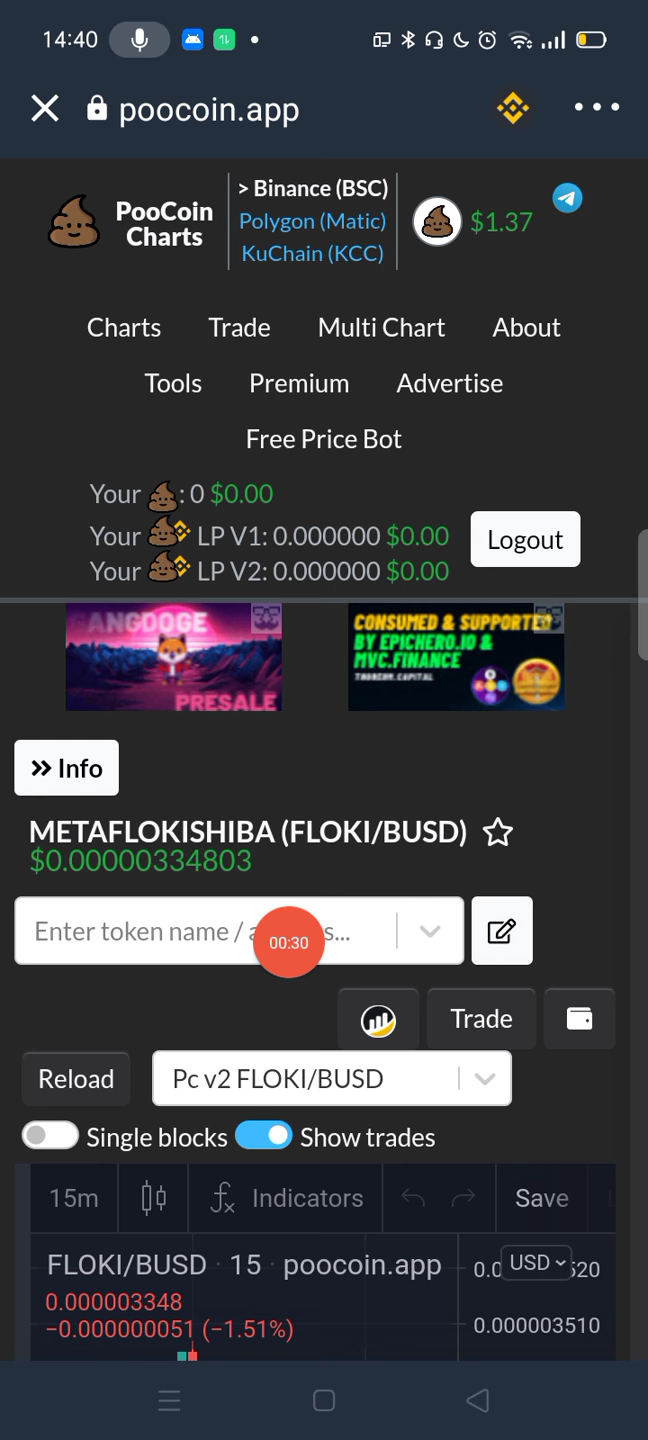 14:40
poocoin.app
PooCoin
Charts
> Binance (BSC)
Polygon (Matic)
KuChain (KCC)
$1.37
Charts Trade Multi Chart About
Tools Premium Advertise
Free Price Bot
Your : 0 $0.00
Your LP V1: 0.000000 $0.00
Your LP V2: 0.000000 $0.00
Logout
ANGDOGE
PRESALE
CONSUMED & SUPPORTED
BY EPICHERO.IO &
MVC.FINANCE
>> Info
METAFLOKISHIBA (FLOKI/BUSD)
$0.00000334803
Enter token name / a s...
00:30
Trade
Reload
Pc v2 FLOKI/BUSD
Single blocks Show trades
15m Indicators Save
FLOKI/BUSD · 15 · poocoin.app
0.0 USD 520
0.000003348
−0.000000051 (−1.51%)
0.000003510